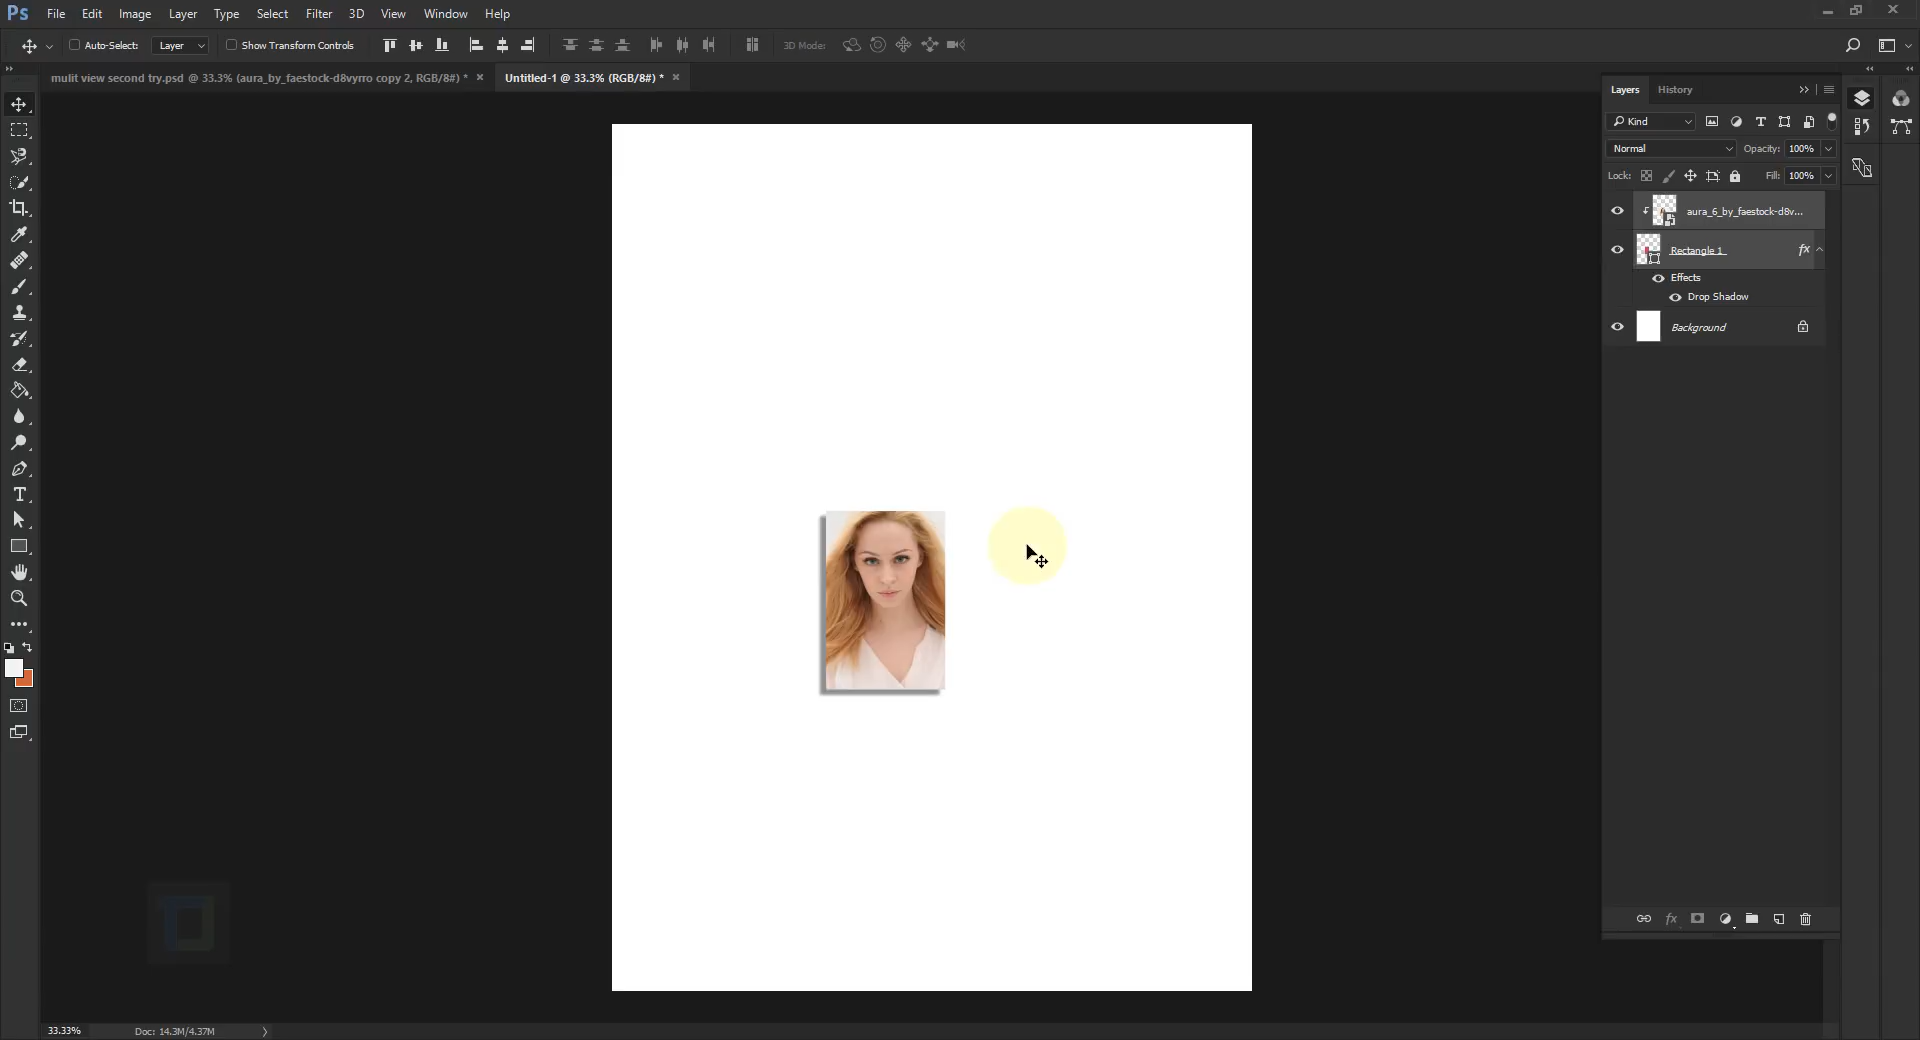 Ps File Edit Image Layer Type Select Filter 3D View Window Help
Auto-Select: Layer Show Transform Controls 3D Mode:
mulit view second try.psd @ 33.3% (aura_by_faestock-d8vyrro copy 2, RGB/8#) * × Untitled-1 @ 33.3% (RGB/8#) * ×
Layers History
Kind
Normal Opacity: 100%
Lock: Fill: 100%
aura_6_by_faestock-d8v...
Rectangle 1 fx
Effects
Drop Shadow
Background
T
fx
33.33% Doc: 14.3M/4.37M